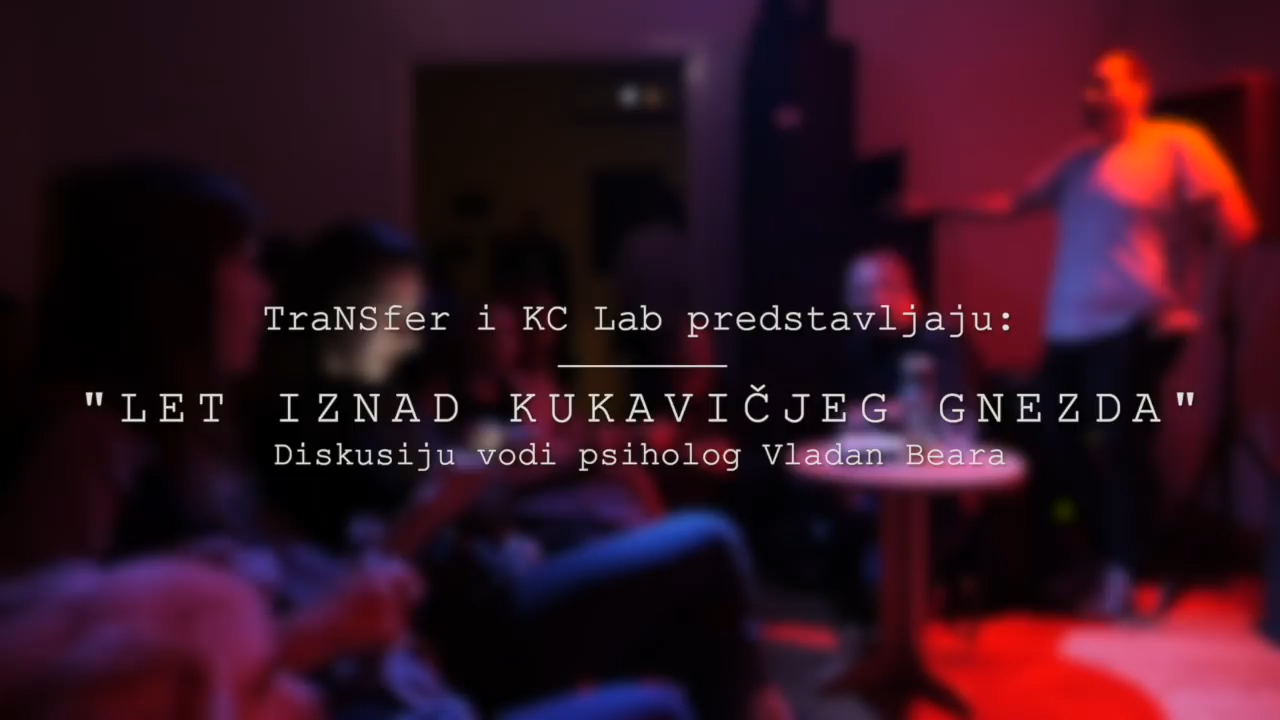 TraNSfer i KC Lab predstavljaju:
"LET IZNAD KUKAVIČJEG GNEZDA"
Diskusiju vodi psiholog Vladan Beara